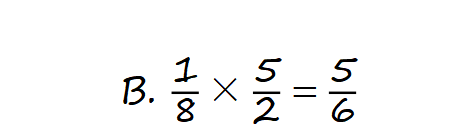 B. 1/8 × 5/2 = 5/6